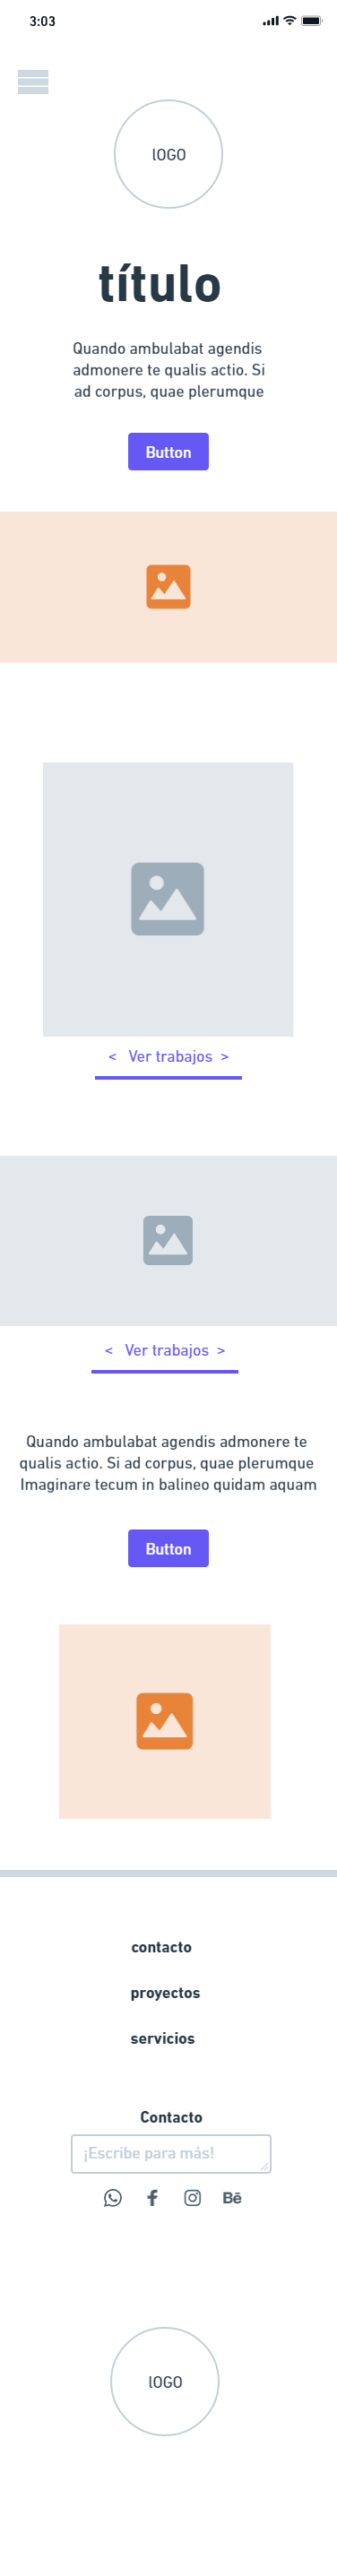 3:03
lOGO
título
Quando ambulabat agendis
admonere te qualis actio. Si
ad corpus, quae plerumque
Button
< Ver trabajos >
< Ver trabajos >
Quando ambulabat agendis admonere te
qualis actio. Si ad corpus, quae plerumque
Imaginare tecum in balineo quidam aquam
Button
contacto
proyectos
servicios
Contacto
¡Escribe para más!
Bē
lOGO